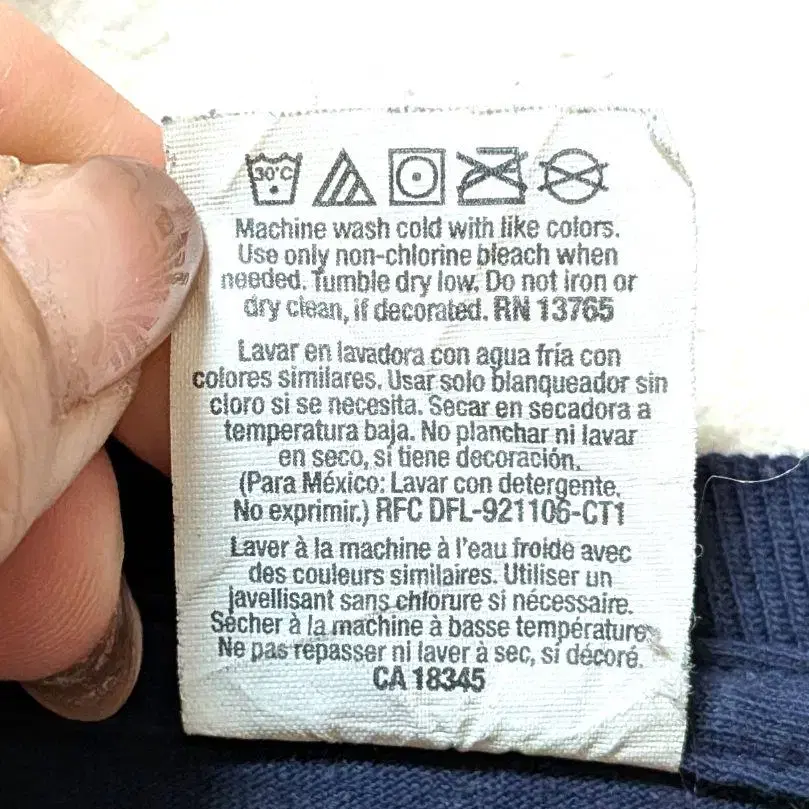 30°C
Machine wash cold with like colors.
Use only non-chlorine bleach when
needed. Tumble dry low. Do not iron or
dry clean, if decorated. RN 13765
Lavar en lavadora con agua fría con
colores similares. Usar solo blanqueador sin
cloro si se necesita. Secar en secadora a
temperatura baja. No planchar ni lavar
en seco, si tiene decoración.
(Para México: Lavar con detergente.
No exprimir.) RFC DFL-921106-CT1
Laver à la machine à l'eau froide avec
des couleurs similaires. Utiliser un
javellisant sans chlorure si nécessaire.
Sécher à la machine à basse température.
Ne pas repasser ni laver à sec, si décoré.
CA 18345